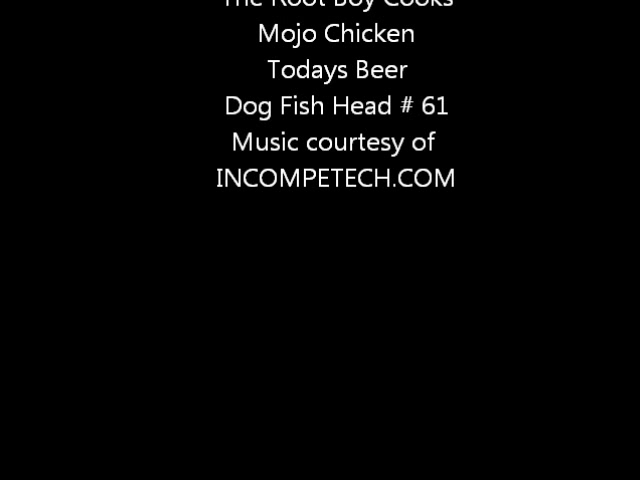 The Root Boy Cooks
Mojo Chicken
Todays Beer
Dog Fish Head # 61
Music courtesy of
INCOMPETECH.COM